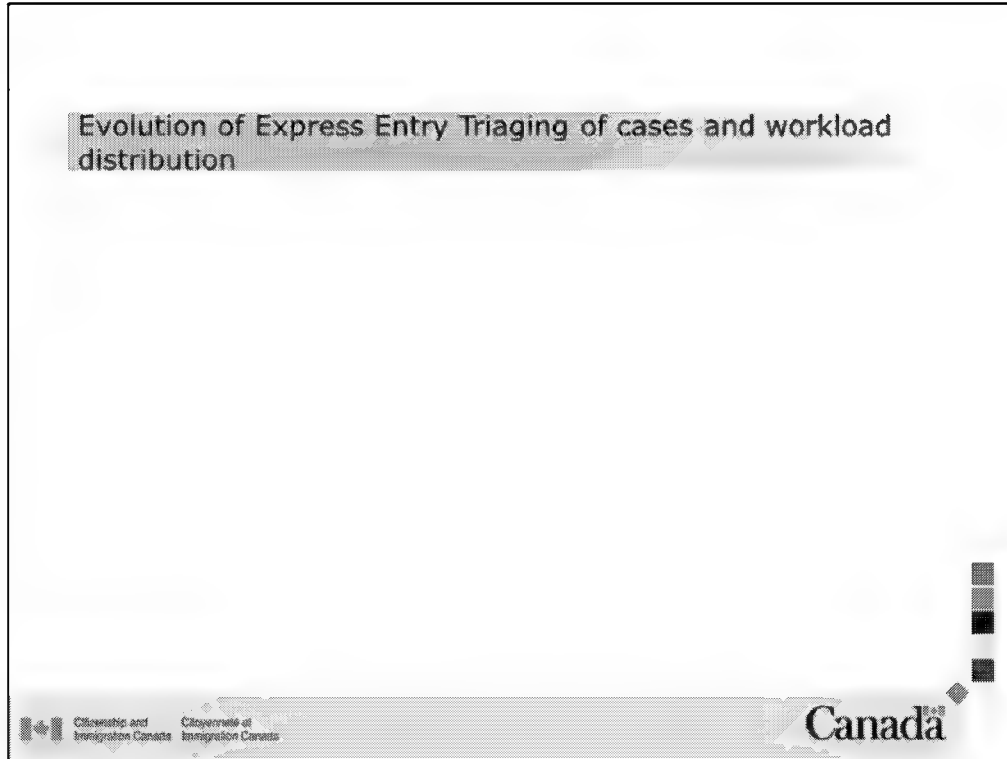 Evolution of Express Entry Triaging of cases and workload
distribution
Citizenship and Citoyenneté et
Immigration Canada Immigration Canada
Canada